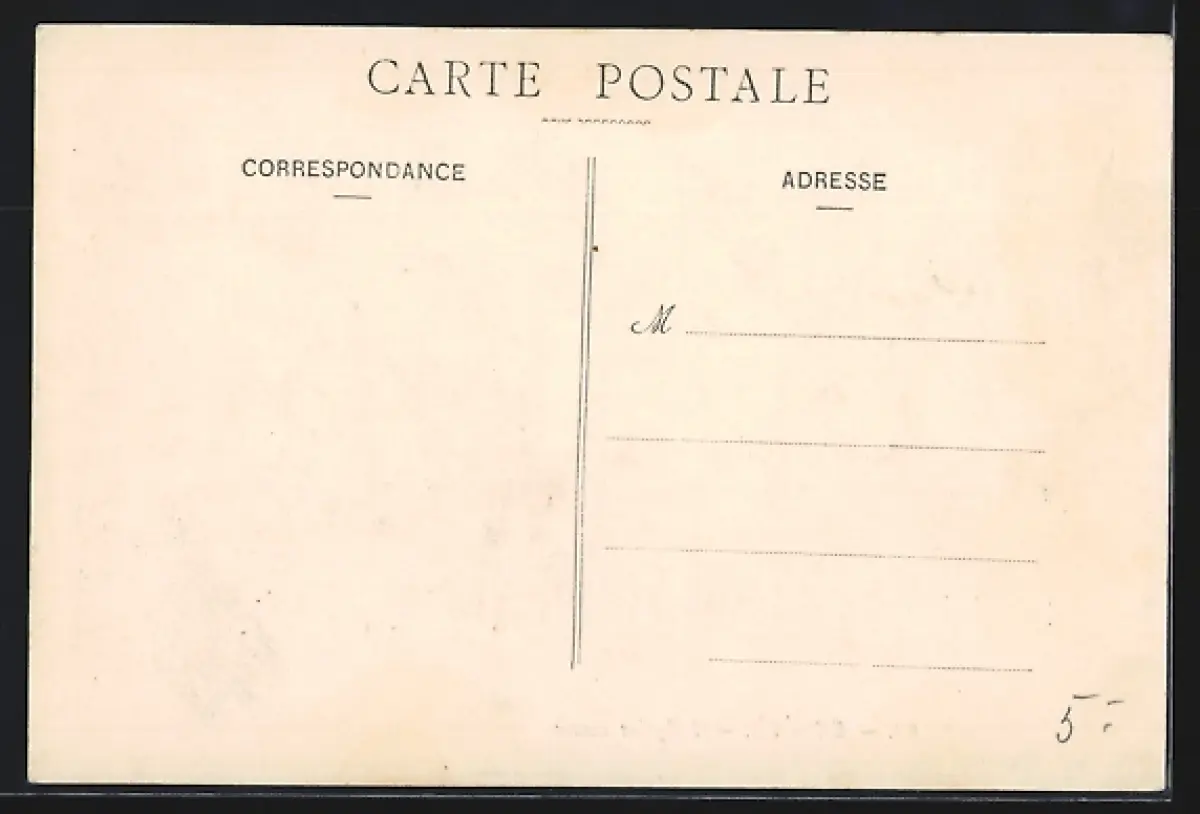 CARTE POSTALE
CORRESPONDANCE
ADRESSE
M
5-